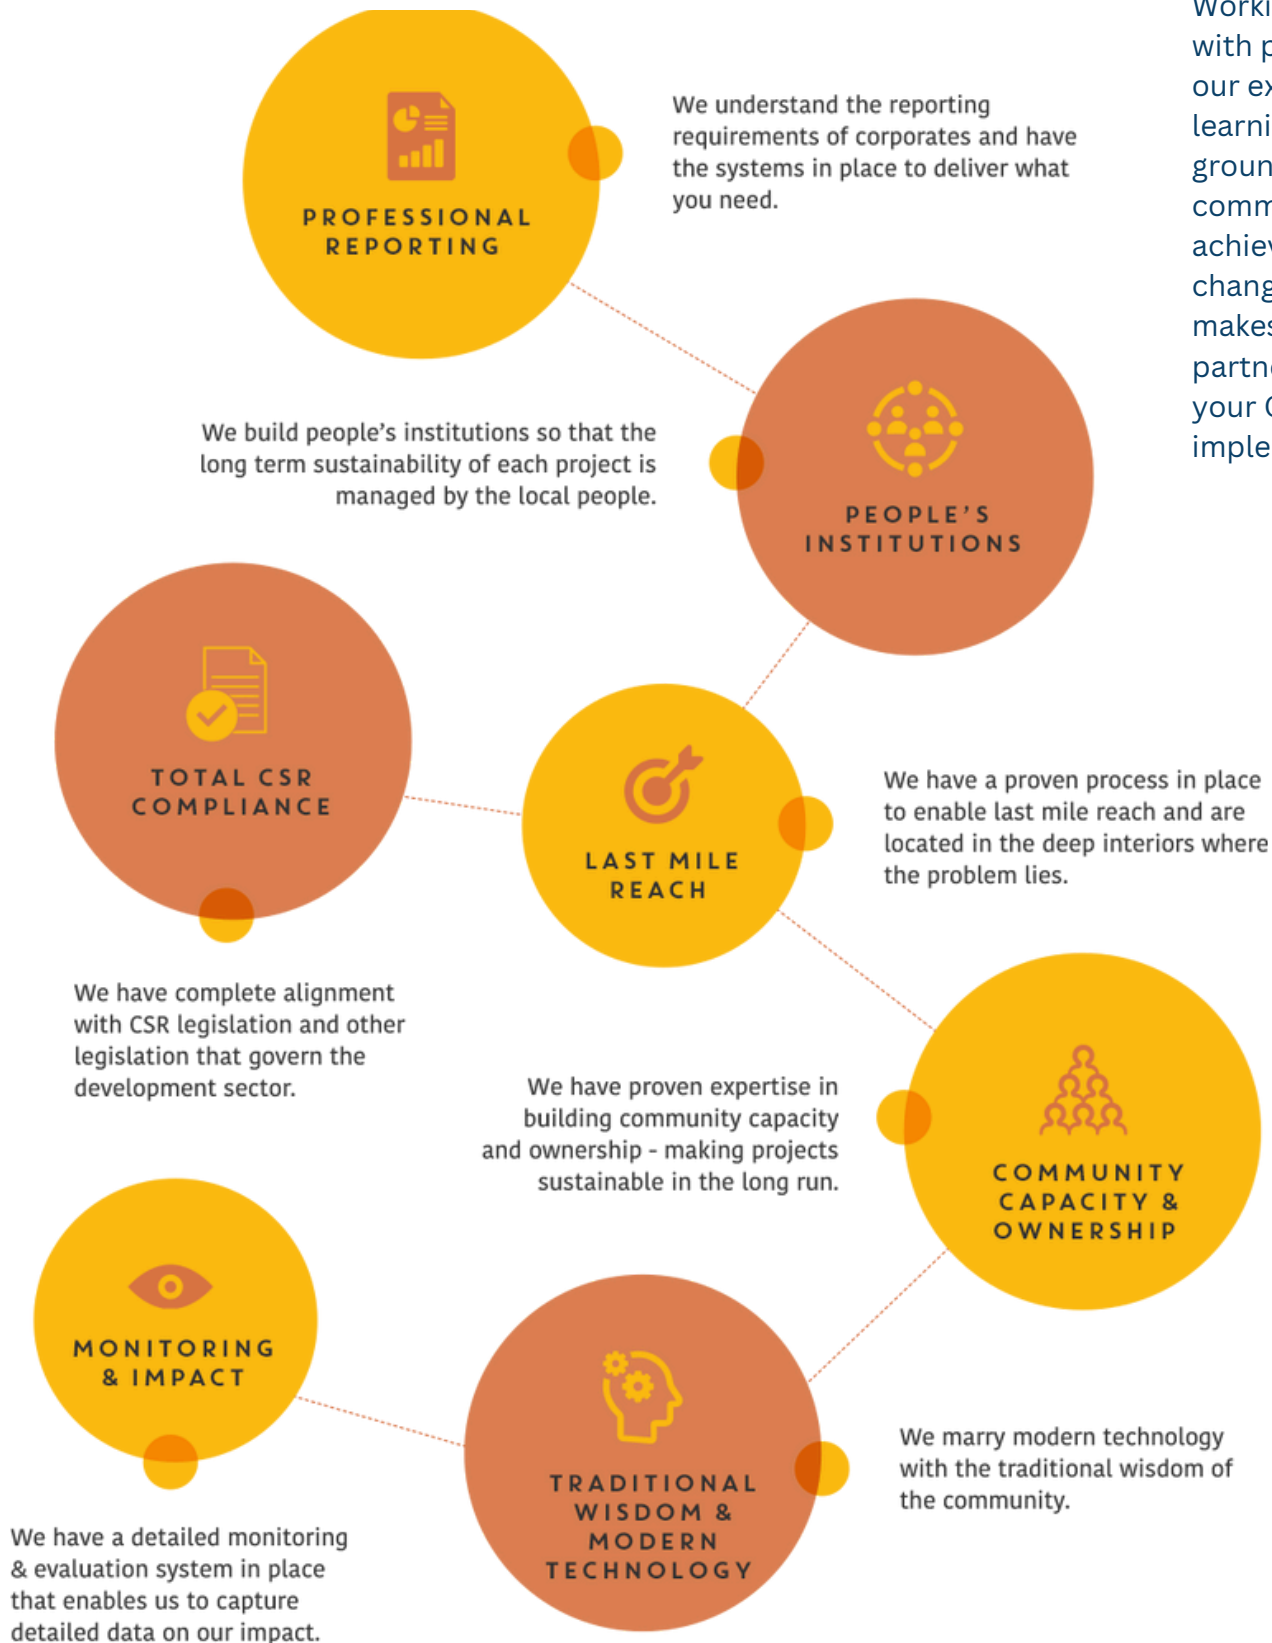 PROFESSIONAL
REPORTING
We understand the reporting
requirements of corporates and have
the systems in place to deliver what
you need.
with
our
your
PEOPLE’S
INSTITUTIONS
We build people’s institutions so that the
long term sustainability of each project is
managed by the local people.
TOTAL CSR
COMPLIANCE
We have complete alignment
with CSR legislation and other
legislation that govern the
development sector.
LAST MILE
REACH
We have a proven process in place
to enable last mile reach and are
located in the deep interiors where
the problem lies.
COMMUNITY
CAPACITY &
OWNERSHIP
We have proven expertise in
building community capacity
and ownership - making projects
sustainable in the long run.
TRADITIONAL
WISDOM &
MODERN
TECHNOLOGY
We marry modern technology
with the traditional wisdom of
the community.
MONITORING
& IMPACT
We have a detailed monitoring
& evaluation system in place
that enables us to capture
detailed data on our impact.